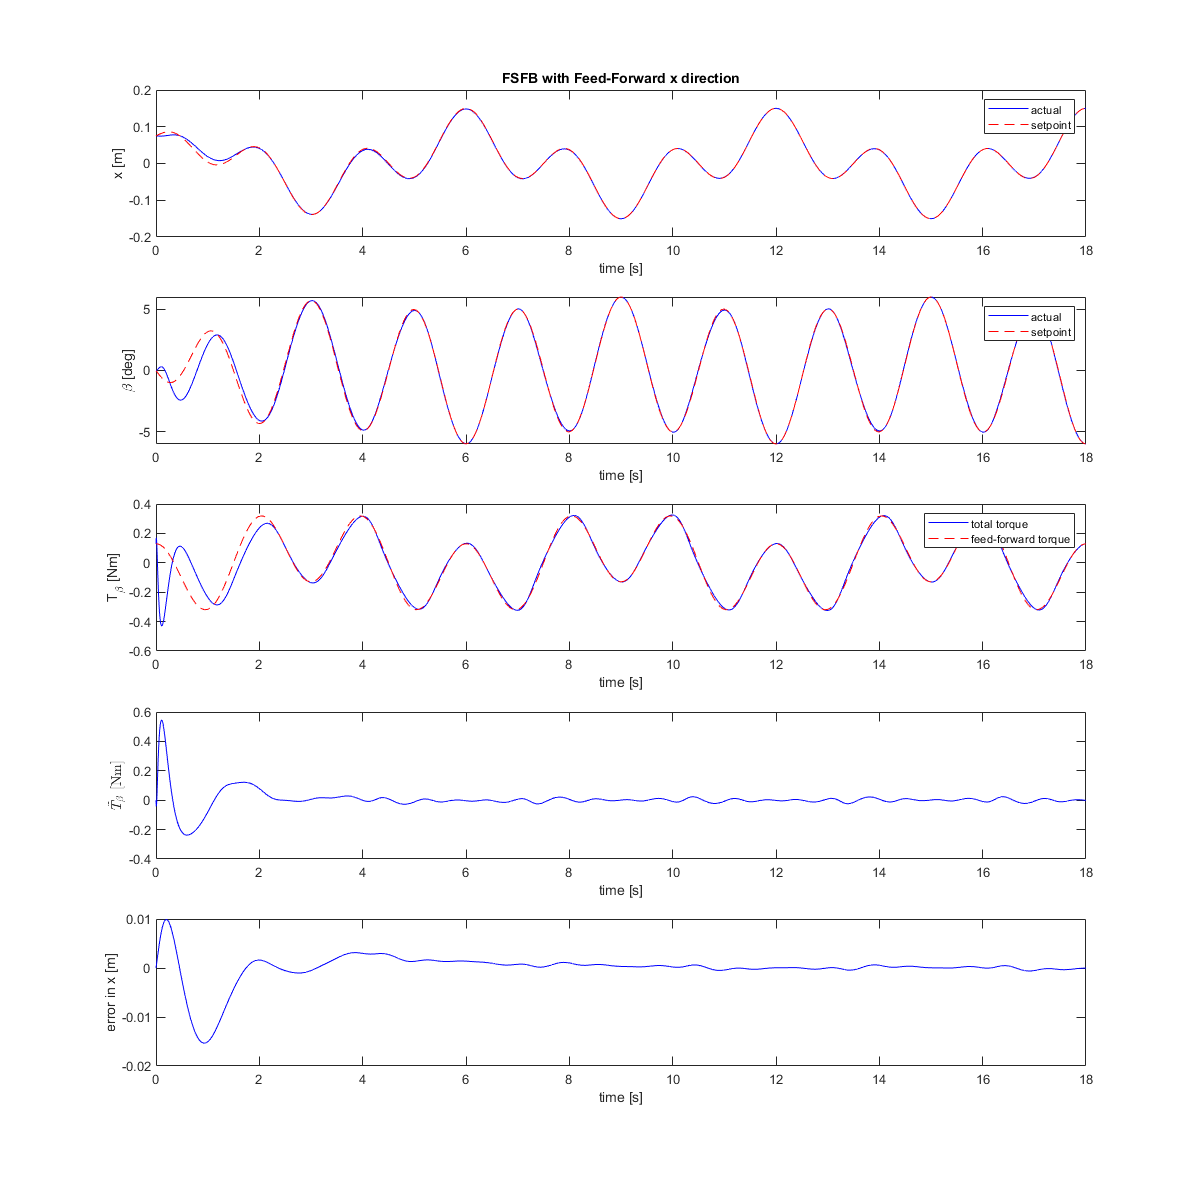 FSFB with Feed-Forward x direction
0.2
0.1
0
-0.1
-0.2
x [m]
actual
setpoint
0 2 4 6 8 10 12 14 16 18
time [s]
5
0
-5
β [deg]
actual
setpoint
0 2 4 6 8 10 12 14 16 18
time [s]
0.4
0.2
0
-0.2
-0.4
-0.6
T_β [Nm]
total torque
feed-forward torque
0 2 4 6 8 10 12 14 16 18
time [s]
0.6
0.4
0.2
0
-0.2
-0.4
[Nm]
0 2 4 6 8 10 12 14 16 18
time [s]
0.01
0
-0.01
-0.02
error in x [m]
0 2 4 6 8 10 12 14 16 18
time [s]